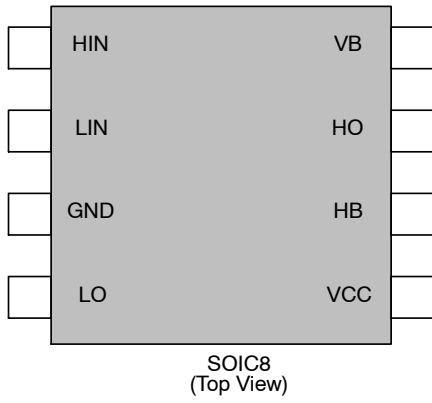 HIN VB
LIN HO
GND HB
LO VCC
SOIC8
(Top View)